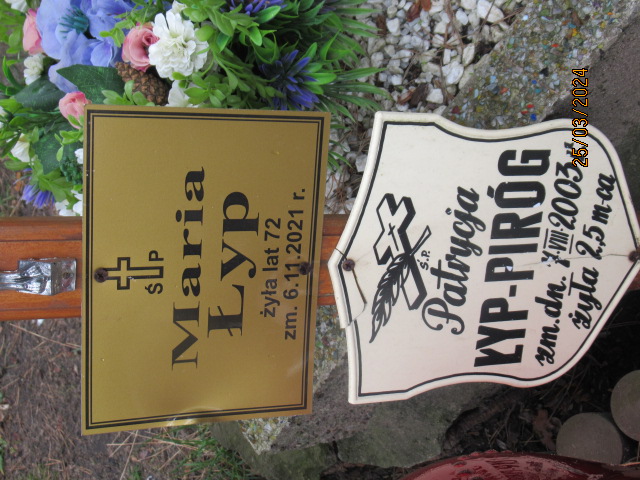 Ś P
Maria
Łyp
żyła lat 72
zm. 6.11.2021 r.
Ś.P.
Patrycja
ŁYP-PIRÓG
zm.dn.
VIII 2003 r.
żyła 2,5 m-ca
25/03/2024